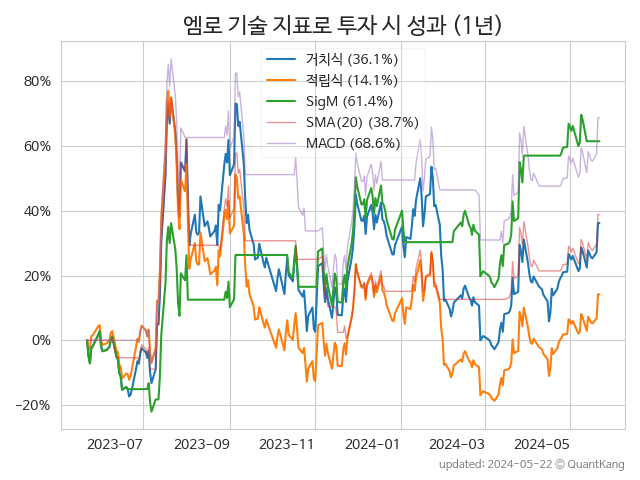 엠로 기술 지표로 투자 시 성과 (1년)
거치식 (36.1%)
적립식 (14.1%)
SigM (61.4%)
SMA(20) (38.7%)
MACD (68.6%)
80%
60%
40%
20%
0%
−20%
2023-07
2023-09
2023-11
2024-01
2024-03
2024-05
updated: 2024-05-22 © QuantKang